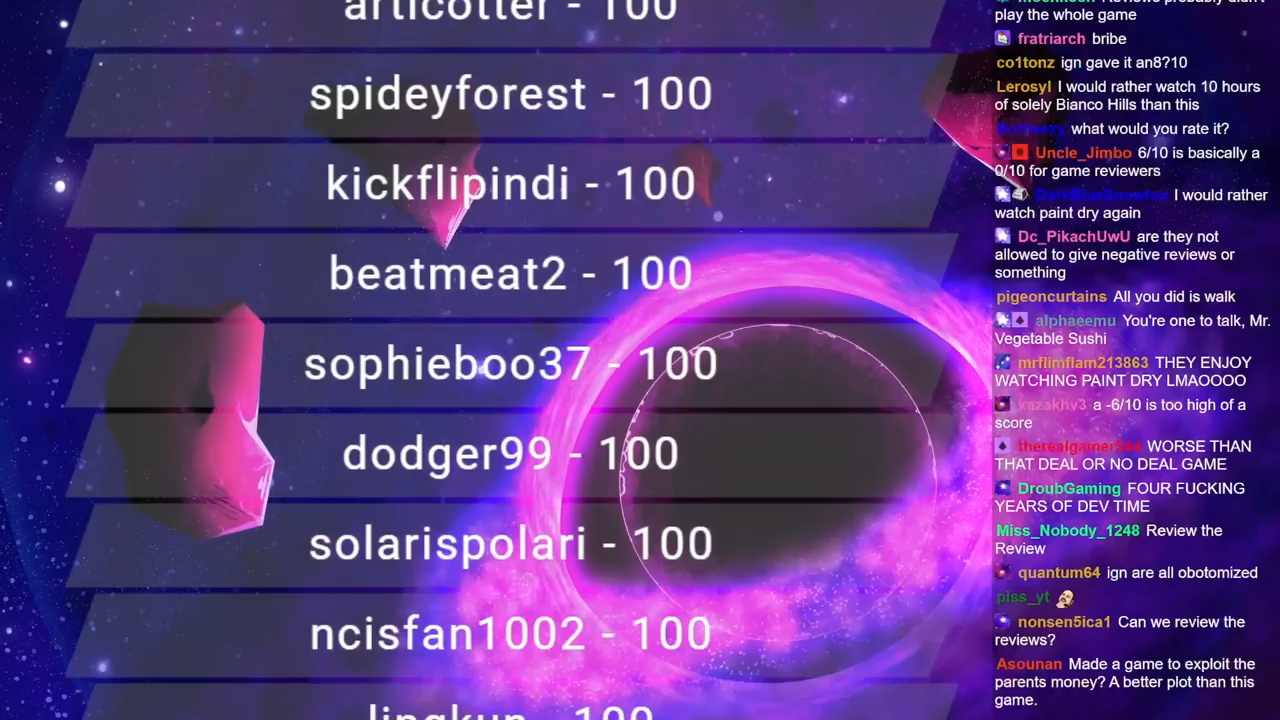 articotter - 100
spideyforest - 100
kickflipindi - 100
beatmeat2 - 100
sophieboo37 - 100
dodger99 - 100
solarispolari - 100
ncisfan1002 - 100
lingkun - 100
play the whole game
fratriarch bribe
co1tonz ign gave it an8?10
Lerosyl I would rather watch 10 hours
of solely Bianco Hills than this
what would you rate it?
Uncle_Jimbo 6/10 is basically a
0/10 for game reviewers
DarkBlueSnowfox I would rather
watch paint dry again
Dc_PikachUwU are they not
allowed to give negative reviews or
something
pigeoncurtains All you did is walk
alphaeemu You're one to talk, Mr.
Vegetable Sushi
mrflimflam213863 THEY ENJOY
WATCHING PAINT DRY LMAOOOO
kazakhv3 a -6/10 is too high of a
score
therealgamer344 WORSE THAN
THAT DEAL OR NO DEAL GAME
DroubGaming FOUR FUCKING
YEARS OF DEV TIME
Miss_Nobody_1248 Review the
Review
quantum64 ign are all obotomized
piss_yt
nonsen5ica1 Can we review the
reviews?
Asounan Made a game to exploit the
parents money? A better plot than this
game.